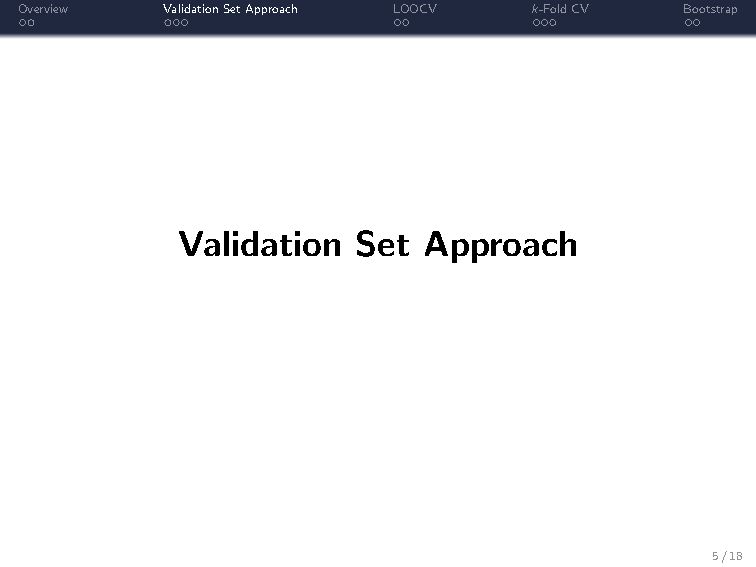 Overview Validation Set Approach LOOCV k-Fold CV Bootstrap
Validation Set Approach
5 / 18